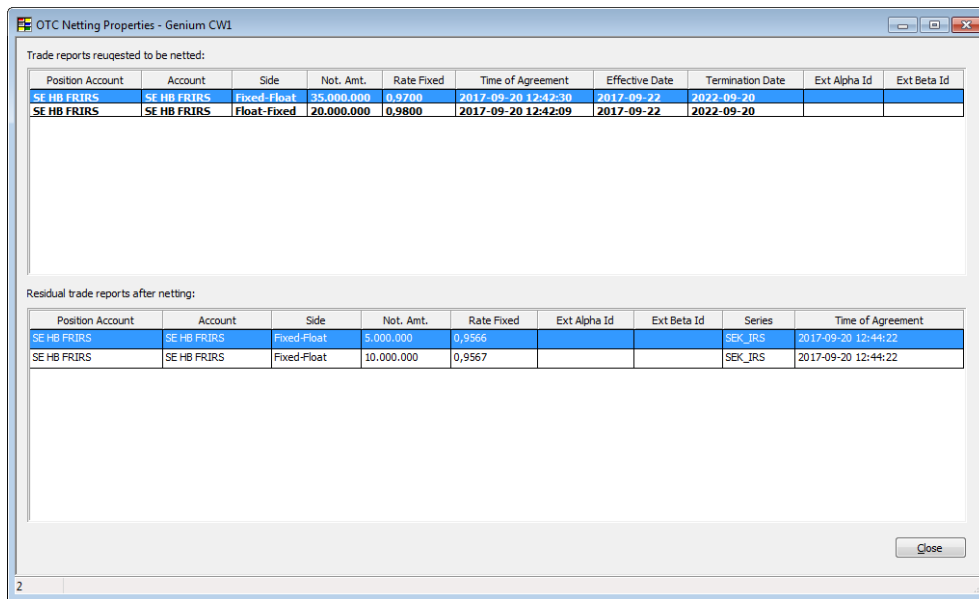 OTC Netting Properties - Genium CW1
Trade reports reuqested to be netted:
Position Account Account Side Not. Amt. Rate Fixed Time of Agreement Effective Date Termination Date Ext Alpha Id Ext Beta Id
SE HB FRIRS SE HB FRIRS Fixed-Float 35.000.000 0,9700 2017-09-20 12:42:30 2017-09-22 2022-09-20
SE HB FRIRS SE HB FRIRS Float-Fixed 20.000.000 0,9800 2017-09-20 12:42:09 2017-09-22 2022-09-20
Residual trade reports after netting:
Position Account Account Side Not. Amt. Rate Fixed Ext Alpha Id Ext Beta Id Series Time of Agreement
SE HB FRIRS SE HB FRIRS Fixed-Float 5.000.000 0,9566 SEK_IRS 2017-09-20 12:44:22
SE HB FRIRS SE HB FRIRS Fixed-Float 10.000.000 0,9567 SEK_IRS 2017-09-20 12:44:22
Close
2